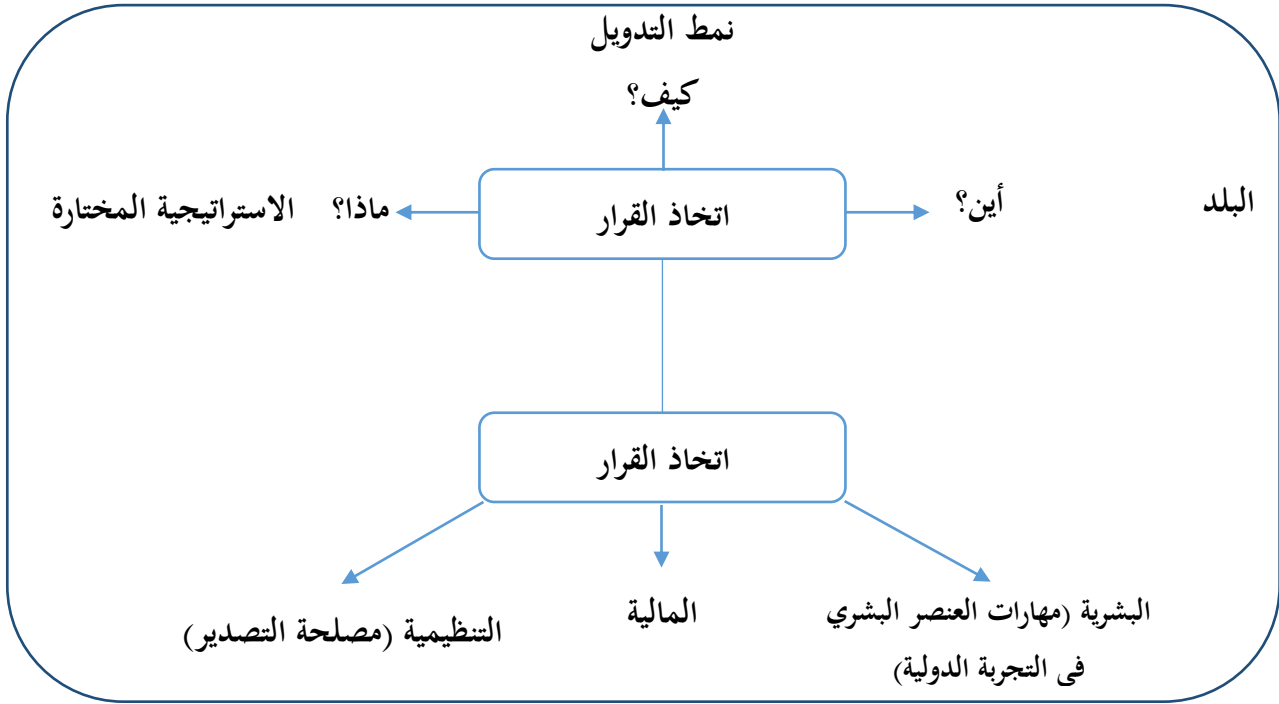 نمط التدويل
كيف؟
البلد
أين؟
اتخاذ القرار
ماذا؟
الاستراتيجية المختارة
اتخاذ القرار
البشرية (مهارات العنصر البشري
في التجربة الدولية)
المالية
التنظيمية (مصلحة التصدير)